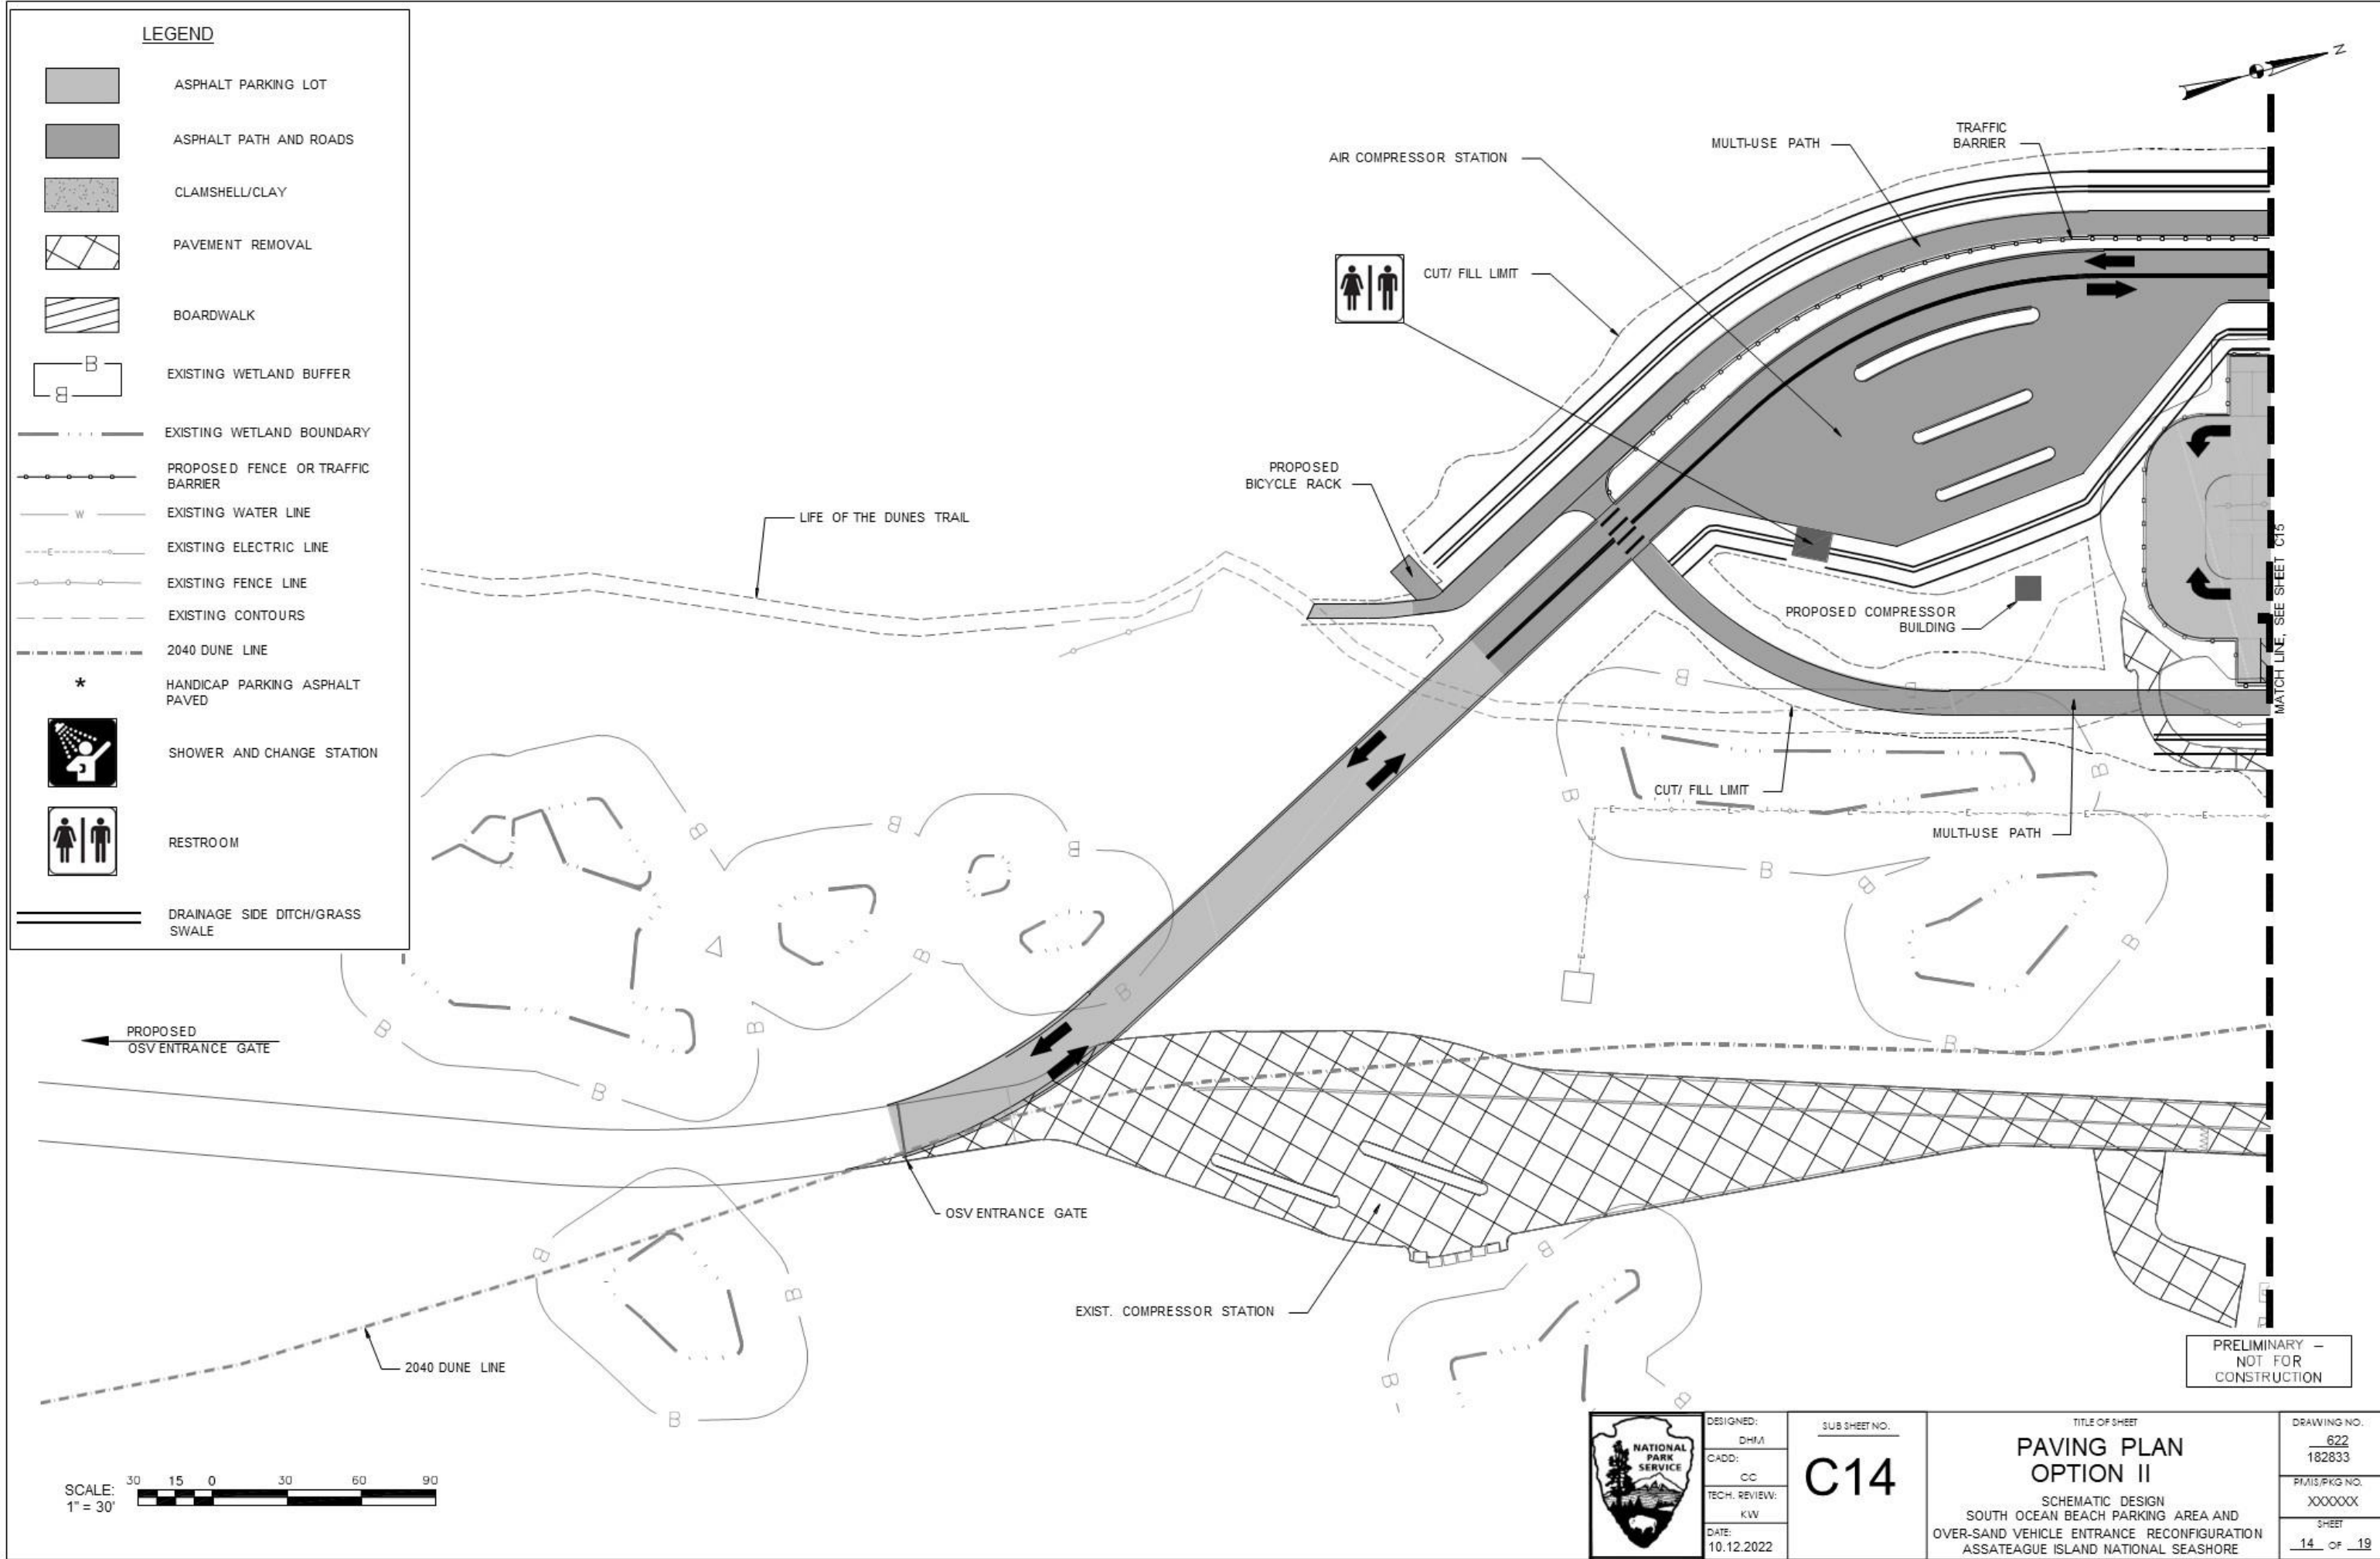 LEGEND
ASPHALT PARKING LOT
ASPHALT PATH AND ROADS
CLAMSHELL/CLAY
PAVEMENT REMOVAL
BOARDWALK
B
B
EXISTING WETLAND BUFFER
EXISTING WETLAND BOUNDARY
PROPOSED FENCE OR TRAFFIC
BARRIER
W
EXISTING WATER LINE
E
EXISTING ELECTRIC LINE
EXISTING FENCE LINE
EXISTING CONTOURS
2040 DUNE LINE
*
HANDICAP PARKING ASPHALT
PAVED
SHOWER AND CHANGE STATION
RESTROOM
DRAINAGE SIDE DITCH/GRASS
SWALE
N
TRAFFIC
BARRIER
MULTI-USE PATH
AIR COMPRESSOR STATION
CUT/ FILL LIMIT
PROPOSED
BICYCLE RACK
LIFE OF THE DUNES TRAIL
MATCH LINE, SEE SHEET C15
PROPOSED COMPRESSOR
BUILDING
CUT/ FILL LIMIT
MULTI-USE PATH
PROPOSED
OSV ENTRANCE GATE
OSV ENTRANCE GATE
EXIST. COMPRESSOR STATION
2040 DUNE LINE
PRELIMINARY –
NOT FOR
CONSTRUCTION
SCALE:
1" = 30'
30 15 0 30 60 90
NATIONAL
PARK
SERVICE
DESIGNED:
DHM
CADD:
CC
TECH. REVIEW:
KW
DATE:
10.12.2022
SUB SHEET NO.
C14
TITLE OF SHEET
PAVING PLAN
OPTION II
SCHEMATIC DESIGN
SOUTH OCEAN BEACH PARKING AREA AND
OVER-SAND VEHICLE ENTRANCE RECONFIGURATION
ASSATEAGUE ISLAND NATIONAL SEASHORE
DRAWING NO.
622
182833
PMIS/PKG NO.
XXXXXX
SHEET
14 OF 19